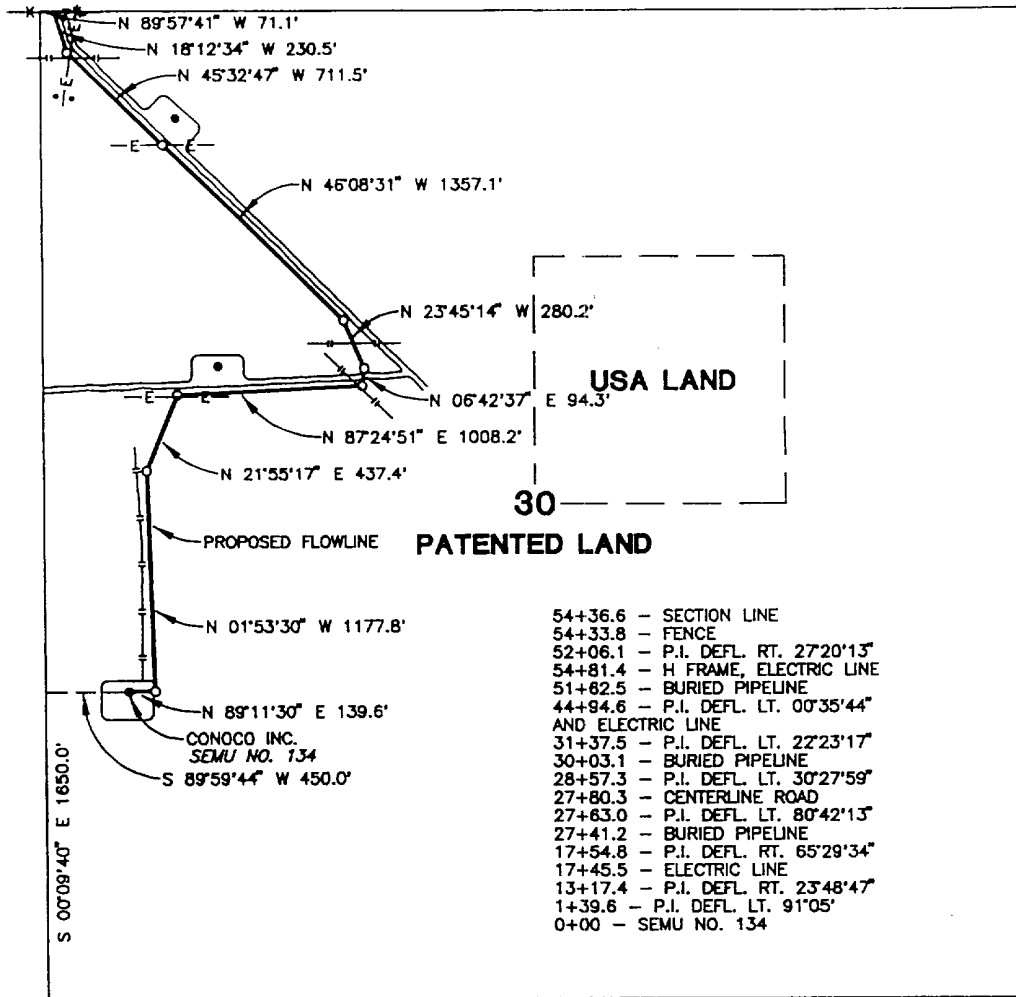 N 89°57'41" W 71.1'
N 18°12'34" W 230.5'
N 45°32'47" W 711.5'
E
E
E
E
N 46°08'31" W 1357.1'
N 23°45'14" W 280.2'
USA LAND
E
E
N 06°42'37" E 94.3'
N 87°24'51" E 1008.2'
N 21°55'17" E 437.4'
30
PROPOSED FLOWLINE
PATENTED LAND
N 01°53'30" W 1177.8'
N 89°11'30" E 139.6'
CONOCO INC.
SEMU NO. 134
S 89°59'44" W 450.0'
S 00°09'40" E 1650.0'
54+36.6 – SECTION LINE
54+33.8 – FENCE
52+06.1 – P.I. DEFL. RT. 27°20'13"
54+81.4 – H FRAME, ELECTRIC LINE
51+62.5 – BURIED PIPELINE
44+94.6 – P.I. DEFL. LT. 00°35'44"
AND ELECTRIC LINE
31+37.5 – P.I. DEFL. LT. 22°23'17"
30+03.1 – BURIED PIPELINE
28+57.3 – P.I. DEFL. LT. 30°27'59"
27+80.3 – CENTERLINE ROAD
27+63.0 – P.I. DEFL. LT. 80°42'13"
27+41.2 – BURIED PIPELINE
17+54.8 – P.I. DEFL. RT. 65°29'34"
17+45.5 – ELECTRIC LINE
13+17.4 – P.I. DEFL. RT. 23°48'47"
1+39.6 – P.I. DEFL. LT. 91°05'
0+00 – SEMU NO. 134